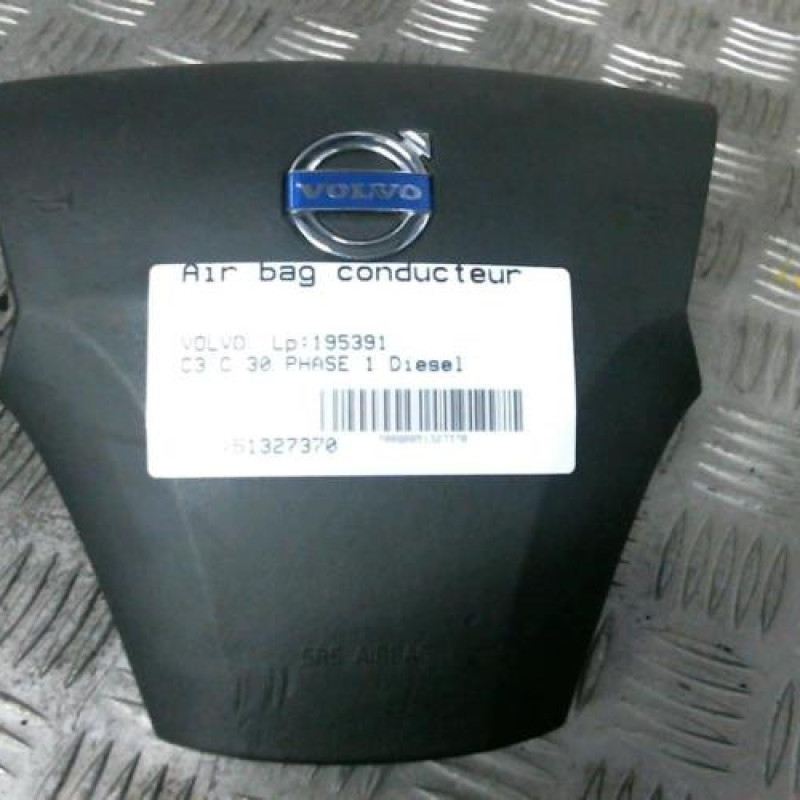 VOLVO
Air bag conducteur
VOLVO Lp:195391
C3 C 30 PHASE 1 Diesel
51327370
SRS AIRBAG